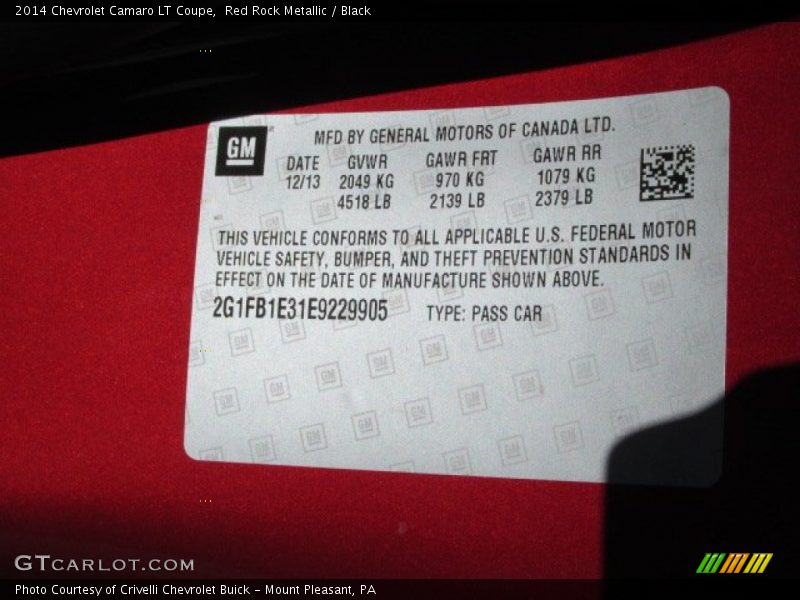 2014 Chevrolet Camaro LT Coupe,  Red Rock Metallic / Black
GM
MFD BY GENERAL MOTORS OF CANADA LTD.
DATE GVWR GAWR FRT GAWR RR
12/13 2049 KG 970 KG 1079 KG
4518 LB 2139 LB 2379 LB
THIS VEHICLE CONFORMS TO ALL APPLICABLE U.S. FEDERAL MOTOR
VEHICLE SAFETY, BUMPER, AND THEFT PREVENTION STANDARDS IN
EFFECT ON THE DATE OF MANUFACTURE SHOWN ABOVE.
2G1FB1E31E9229905 TYPE: PASS CAR
GTCARLOT.COM
Photo Courtesy of Crivelli Chevrolet Buick - Mount Pleasant, PA